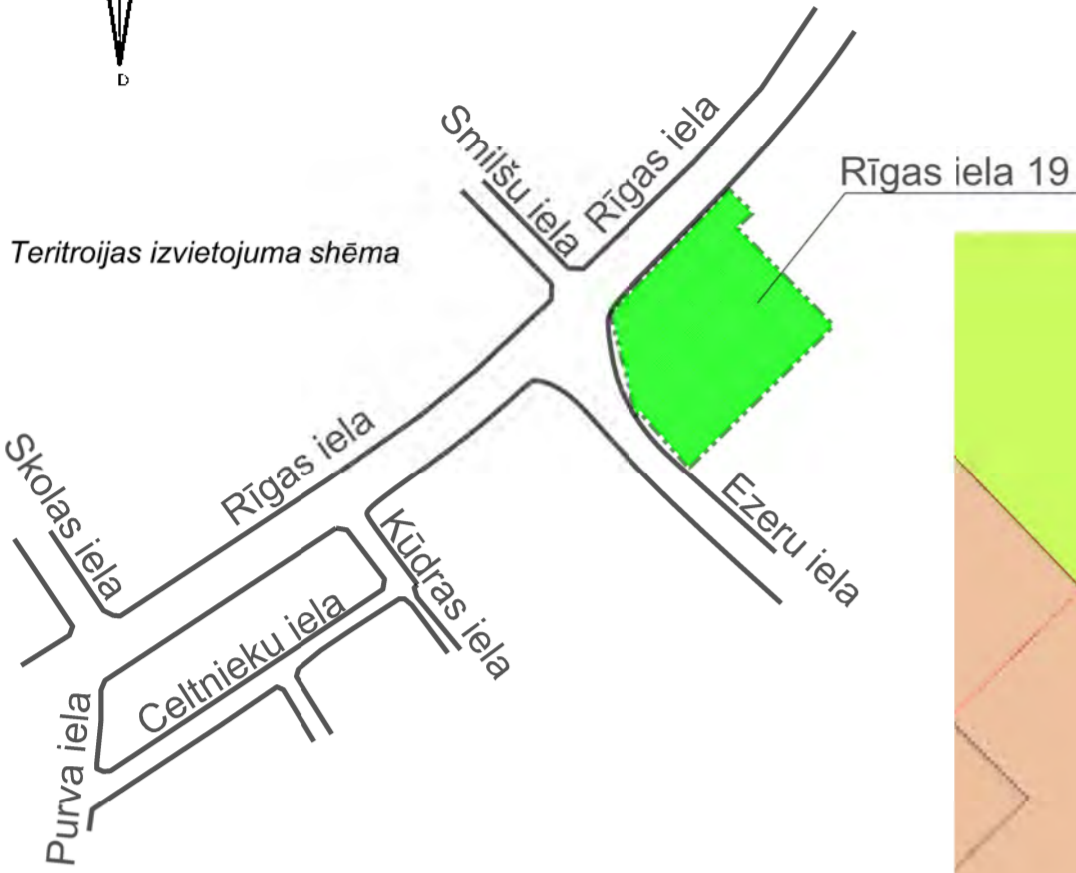 D
Smilšu iela
Rīgas iela
Rīgas iela 19
Teritroijas izvietojuma shēma
Skolas iela
Rīgas iela
Kūdras iela
Ezeru iela
Celtnieku iela
Purva iela